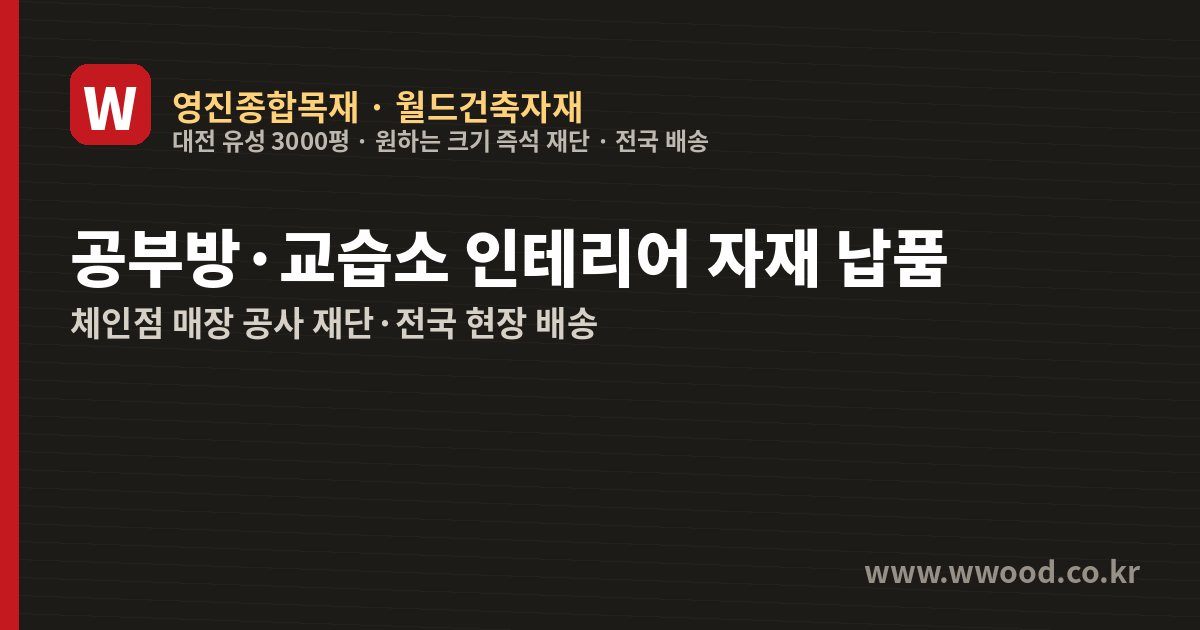 W
영진종합목재 · 월드건축자재
대전 유성 3000평 · 원하는 크기 즉석 재단 · 전국 배송
공부방·교습소 인테리어 자재 납품
체인점 매장 공사 재단·전국 현장 배송
www.wwood.co.kr